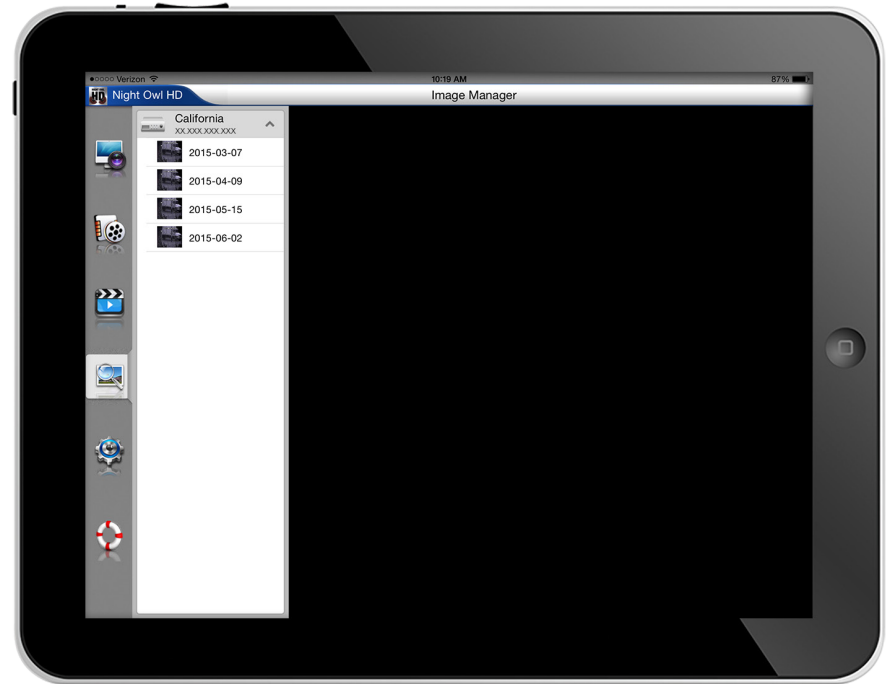 ●○○○○ Verizon
10:19 AM
87%
HD
Night Owl HD
Image Manager
California
XX.XXX.XXX.XXX
2015-03-07
2015-04-09
2015-05-15
2015-06-02